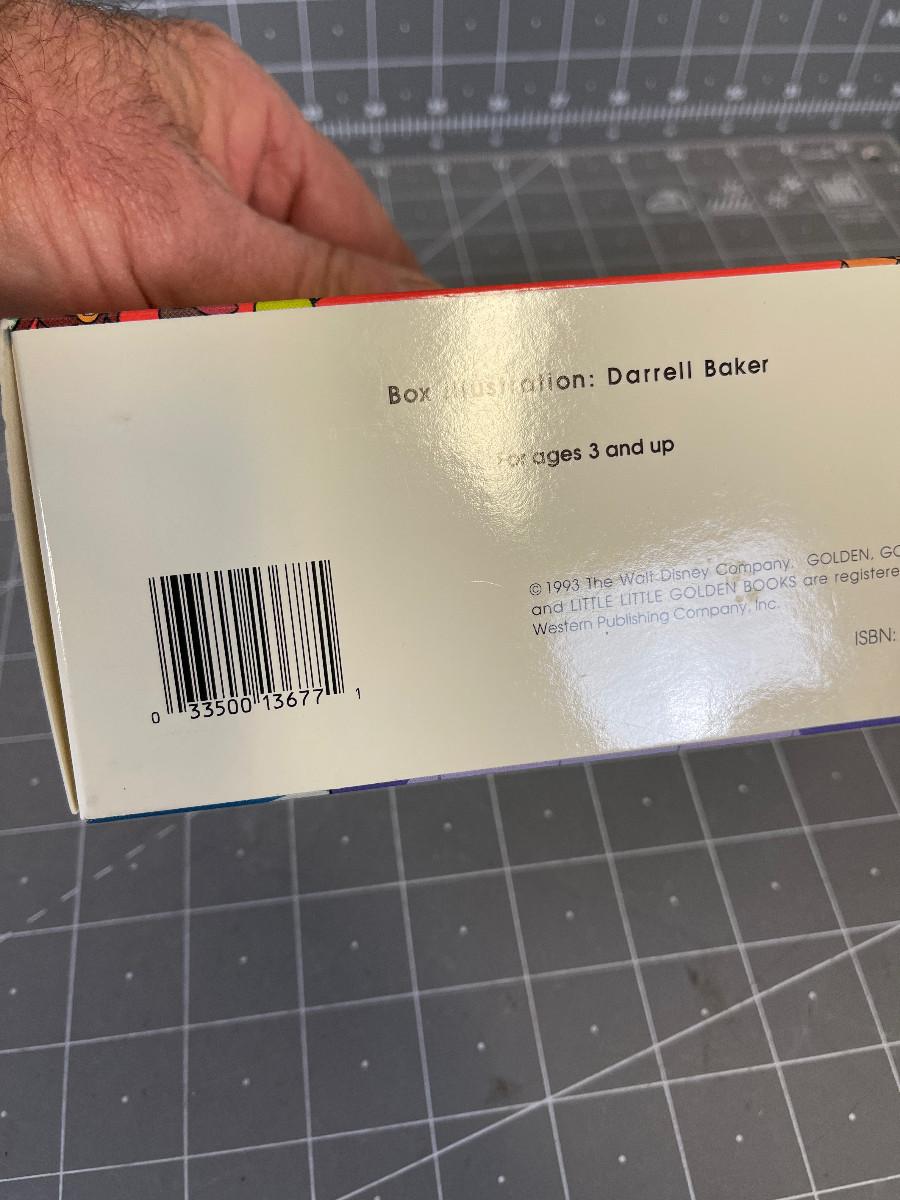 Box Illustration: Darrell Baker
For ages 3 and up
© 1993 The Walt Disney Company. GOLDEN, GO
and LITTLE LITTLE GOLDEN BOOKS are registere
Western Publishing Company, Inc.
ISBN:
0 33500 13677 1